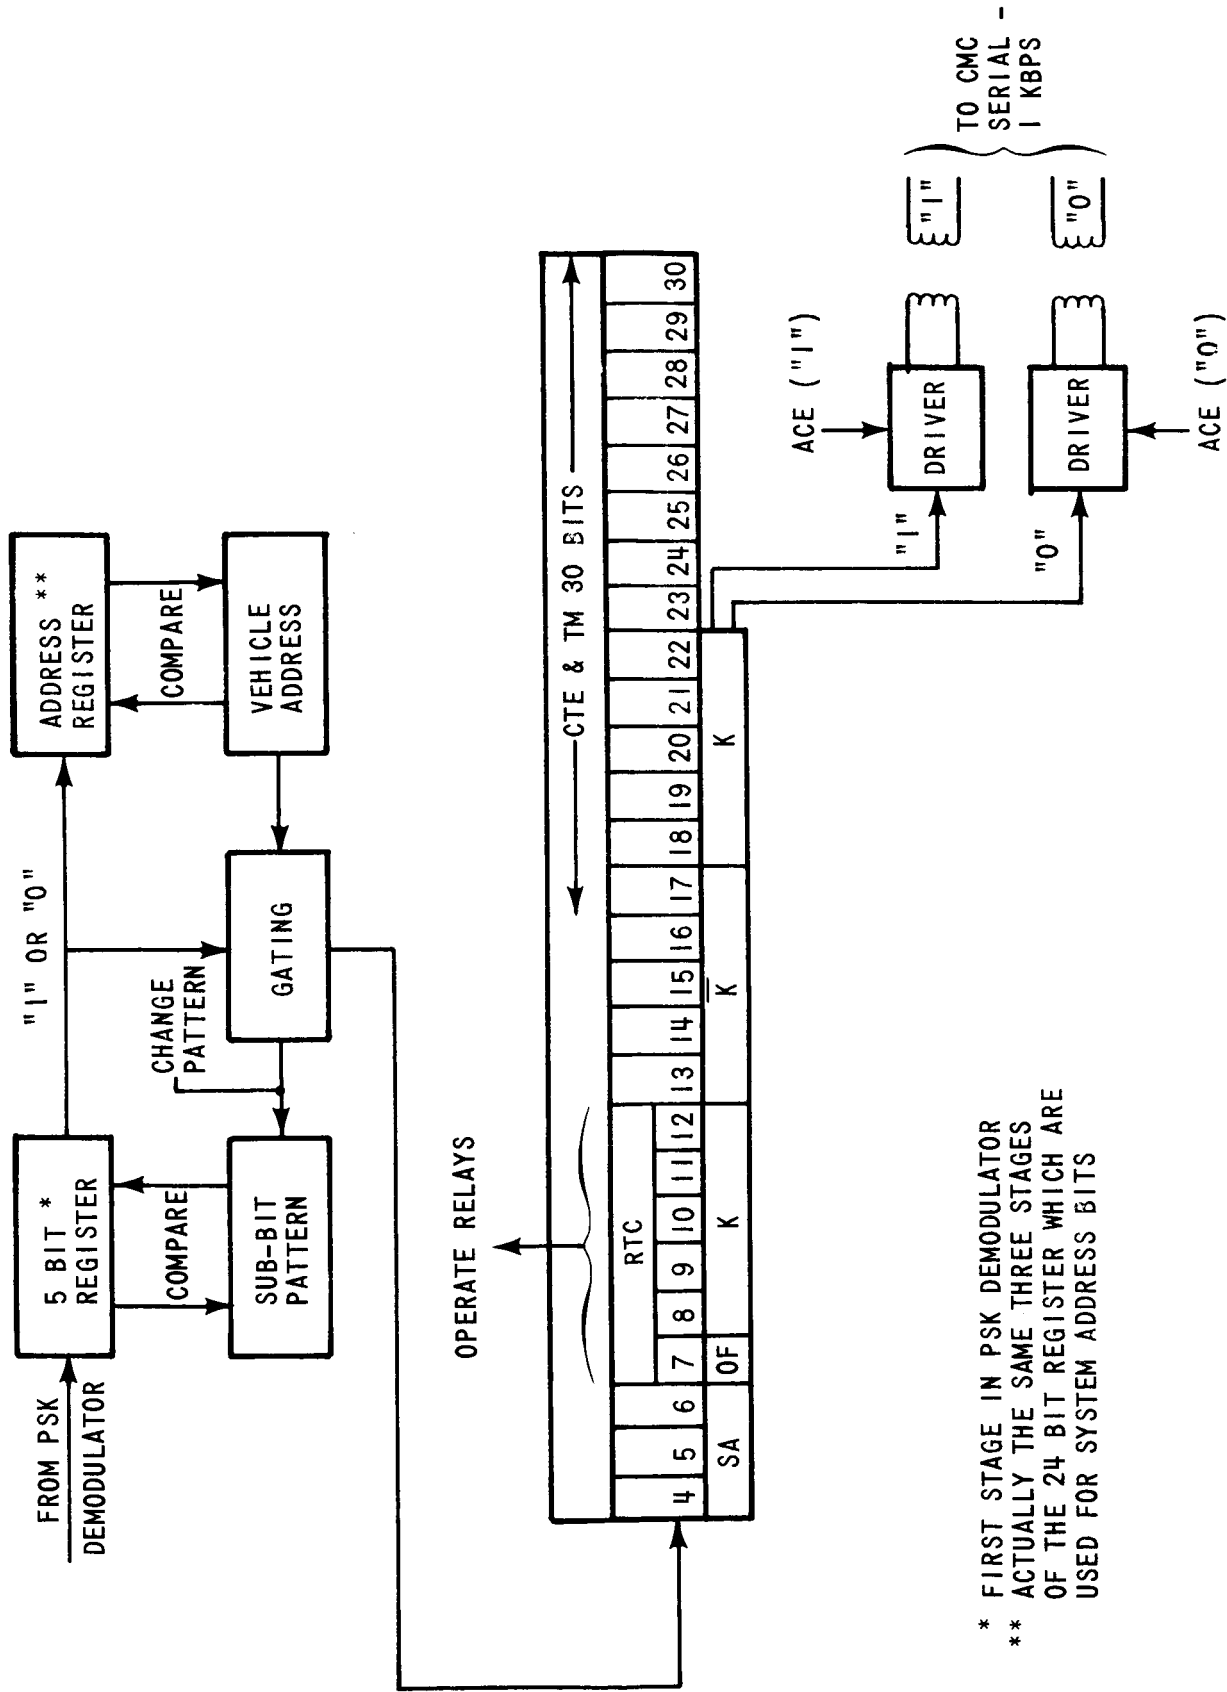 FROM PSK
DEMODULATOR
5 BIT *
REGISTER
COMPARE
SUB-BIT
PATTERN
"1" OR "0"
CHANGE
PATTERN
GATING
ADDRESS **
REGISTER
COMPARE
VEHICLE
ADDRESS
OPERATE RELAYS
CTE & TM 30 BITS
RTC
4 5 6 7 8 9 10 11 12 13 14 15 16 17 18 19 20 21 22 23 24 25 26 27 28 29 30
SA OF K K̅ K
"1"
"0"
ACE ("1")
DRIVER
"1"
DRIVER
"0"
ACE ("0")
TO CMC
SERIAL -
1 KBPS
* FIRST STAGE IN PSK DEMODULATOR
** ACTUALLY THE SAME THREE STAGES
OF THE 24 BIT REGISTER WHICH ARE
USED FOR SYSTEM ADDRESS BITS